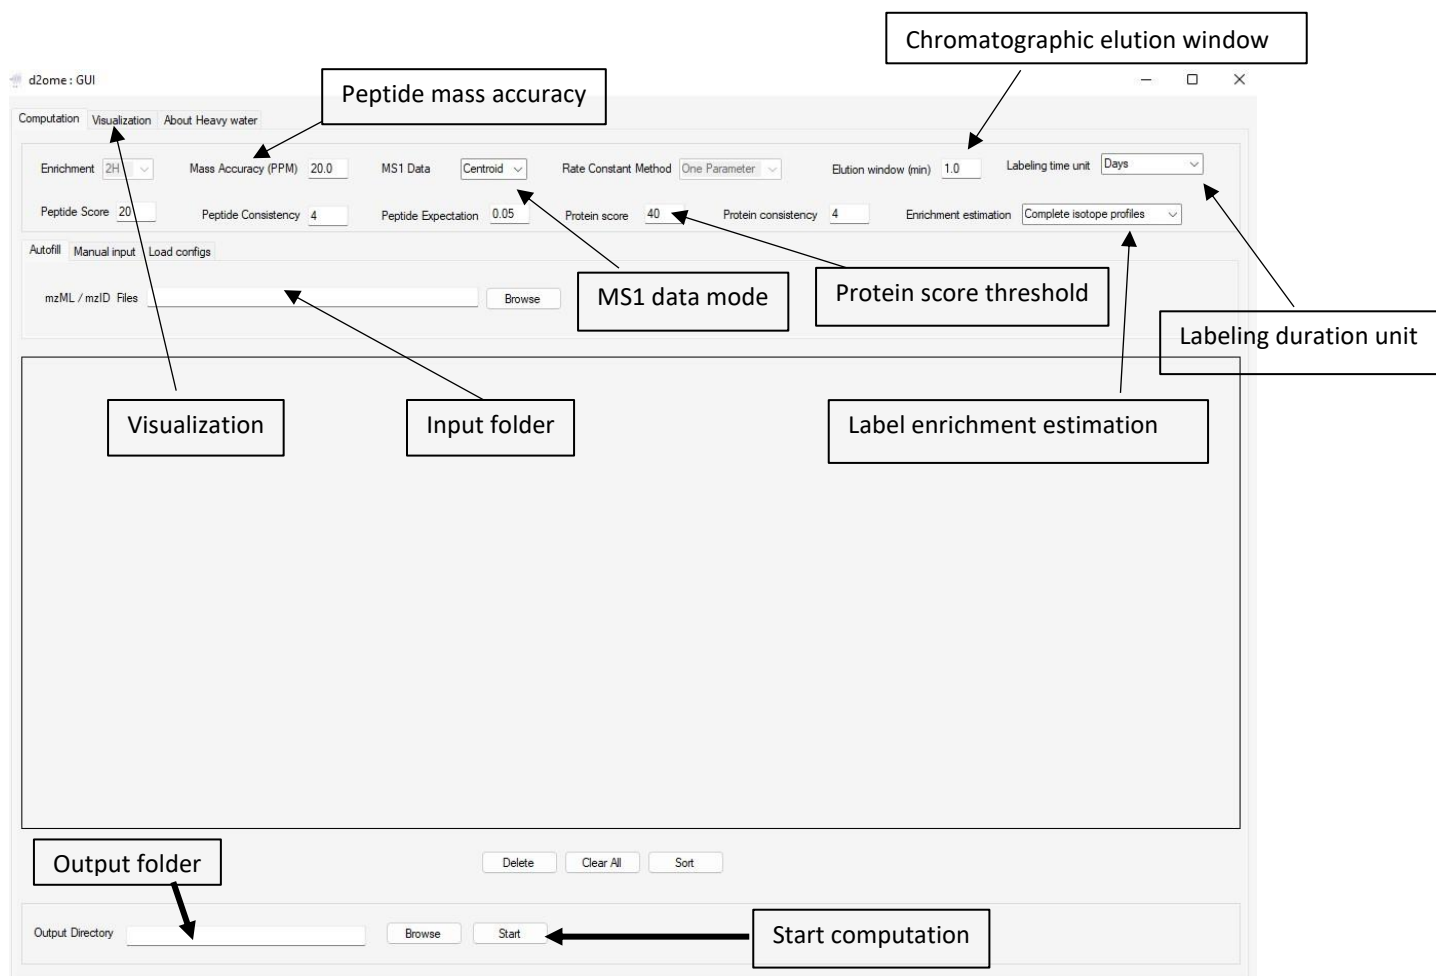 Chromatographic elution window
d2ome : GUI
Peptide mass accuracy
Computation Visualization About Heavy water
Enrichment 2H Mass Accuracy (PPM) 20.0 MS1 Data Centroid Rate Constant Method One Parameter Elution window (min) 1.0 Labeling time unit Days
Peptide Score 20 Peptide Consistency 4 Peptide Expectation 0.05 Protein score 40 Protein consistency 4 Enrichment estimation Complete isotope profiles
Autofill Manual input Load configs
mzML / mzID Files Browse
MS1 data mode
Protein score threshold
Labeling duration unit
Visualization
Input folder
Label enrichment estimation
Output folder
Delete Clear All Sort
Output Directory Browse Start
Start computation